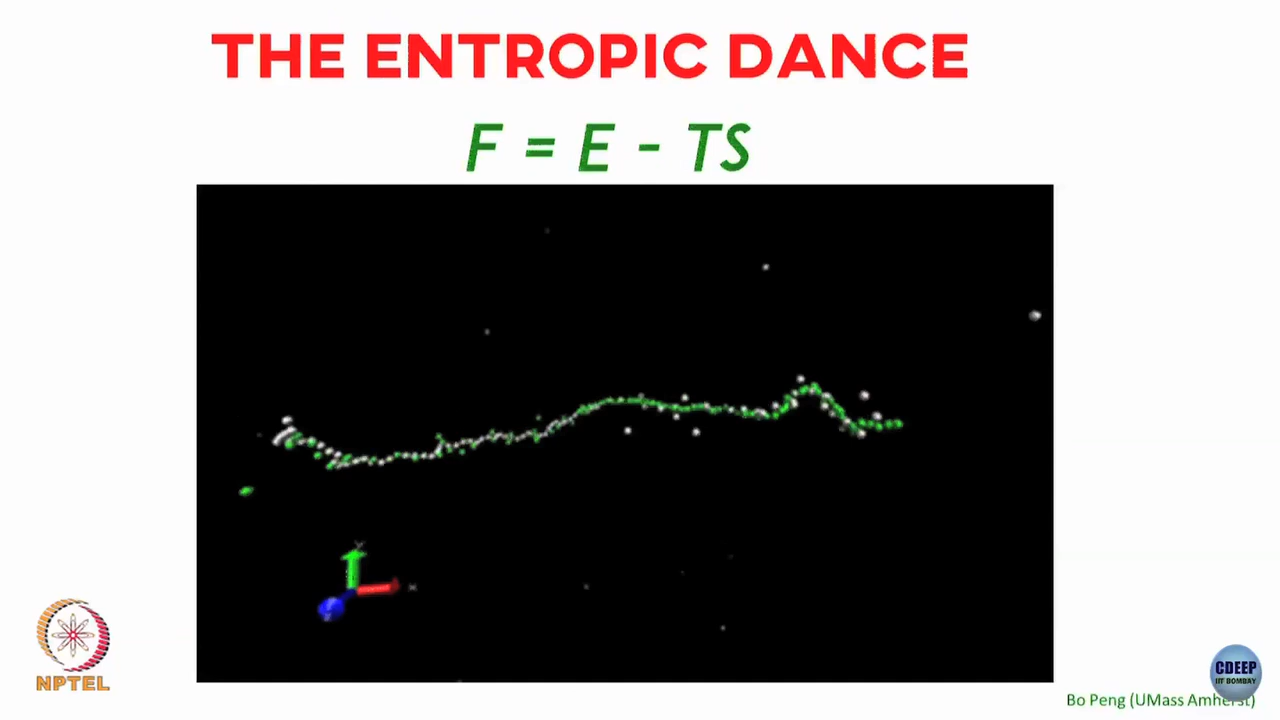 THE ENTROPIC DANCE
F = E - TS
NPTEL
CDEEP
IIT BOMBAY
Bo Peng (UMass Amherst)